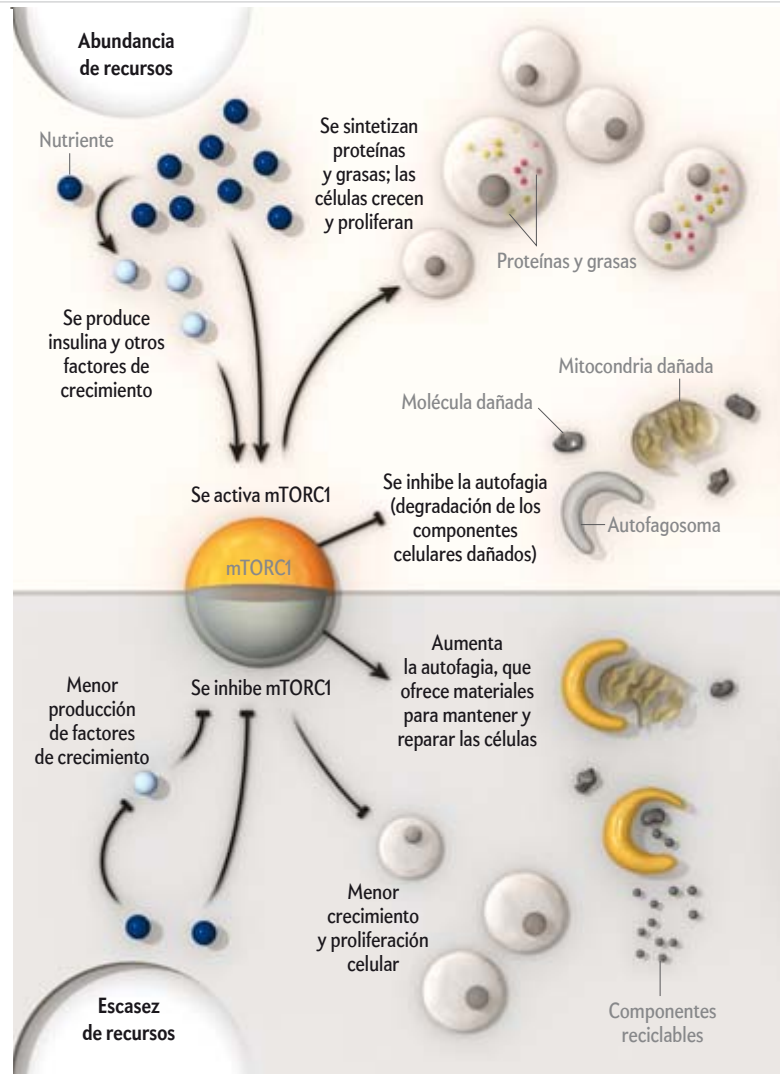 Abundancia
de recursos
Nutriente
Se sintetizan
proteínas
y grasas; las
células crecen
y proliferan
Proteínas y grasas
Se produce
insulina y otros
factores de
crecimiento
Mitocondria dañada
Molécula dañada
Se activa mTORC1
Se inhibe la autofagia
(degradación de los
componentes
celulares dañados)
Autofagosoma
mTORC1
Se inhibe mTORC1
Aumenta
la autofagia, que
ofrece materiales
para mantener y
reparar las células
Menor
producción
de factores
de crecimiento
Menor
crecimiento
y proliferación
celular
Escasez
de recursos
Componentes
reciclables